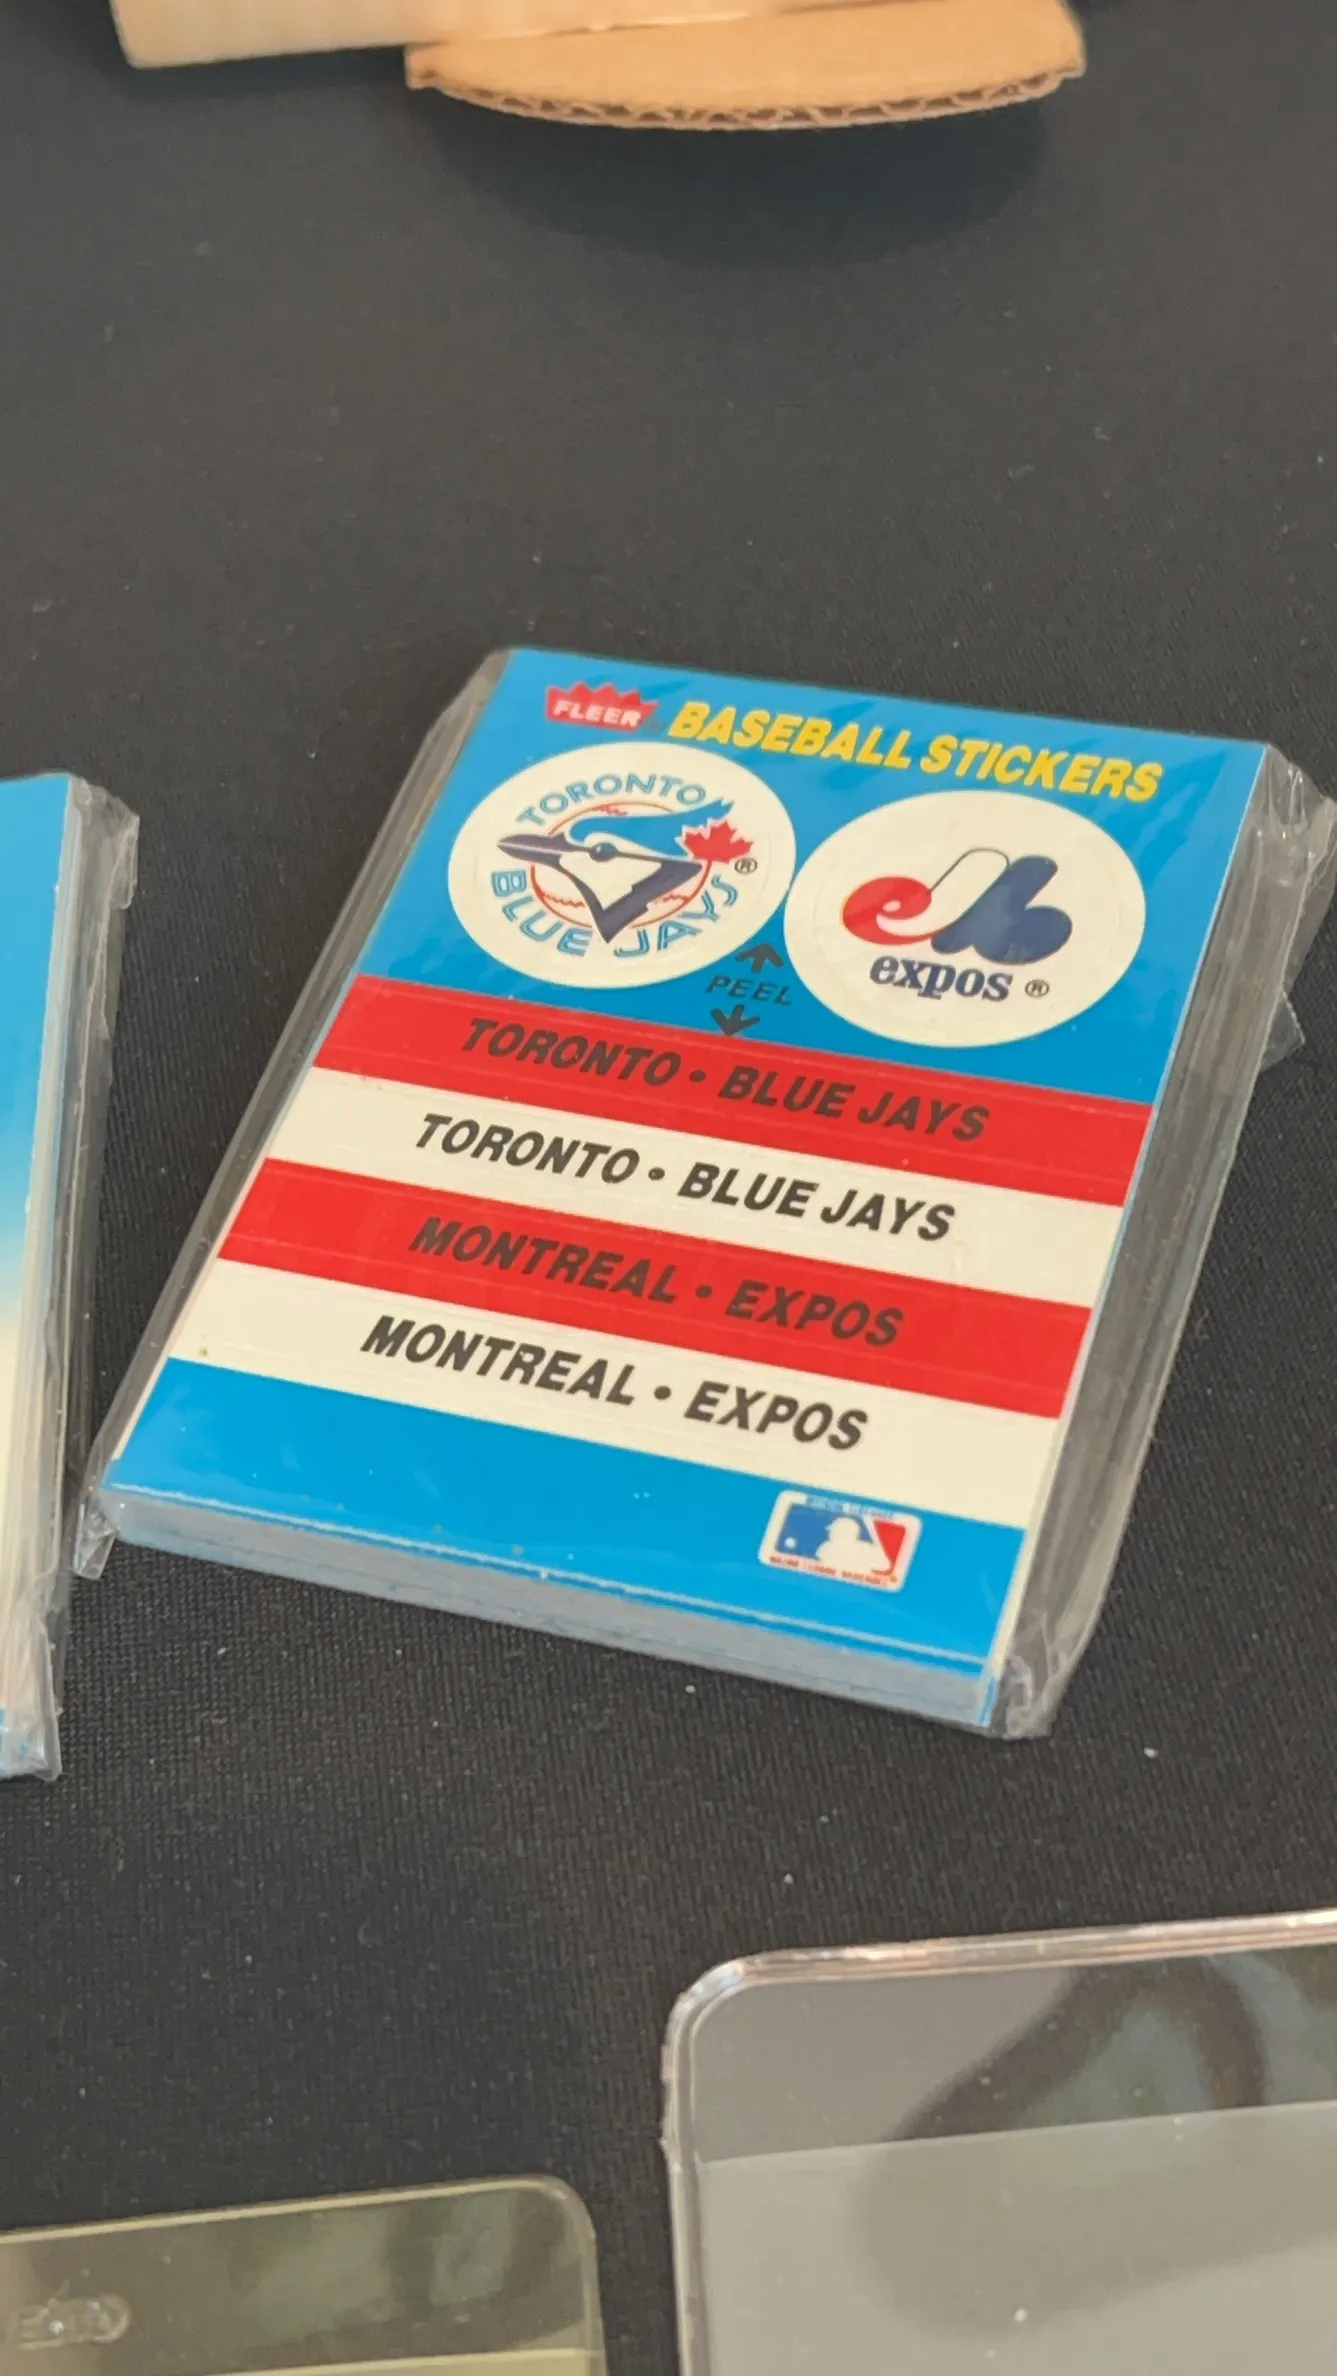 FLEER BASEBALL STICKERS
TORONTO
BLUE JAYS ®
expos ®
PEEL
TORONTO • BLUE JAYS
TORONTO • BLUE JAYS
MONTREAL • EXPOS
MONTREAL • EXPOS